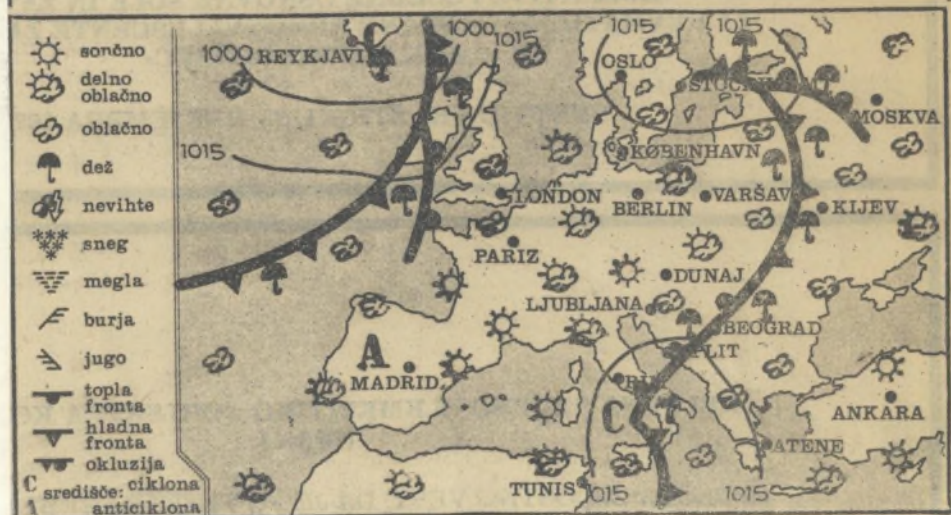 sončno
delno
oblačno
oblačno
dež
nevihte
sneg
megla
burja
jugo
topla
fronta
hladna
fronta
okluzija
C središče: ciklona
A anticiklona
1000 REYKJAVI
C
1000
1015
1015
OSLO
1015
STOCK
MOSKVA
1015
KØBENHAVN
LONDON
BERLIN
VARŠAV
KIJEV
PARIZ
DUNAJ
LJUBLJANA
BEOGRAD
SPLIT
A
MADRID
C
ANKARA
ATENE
TUNIS
1015
1015